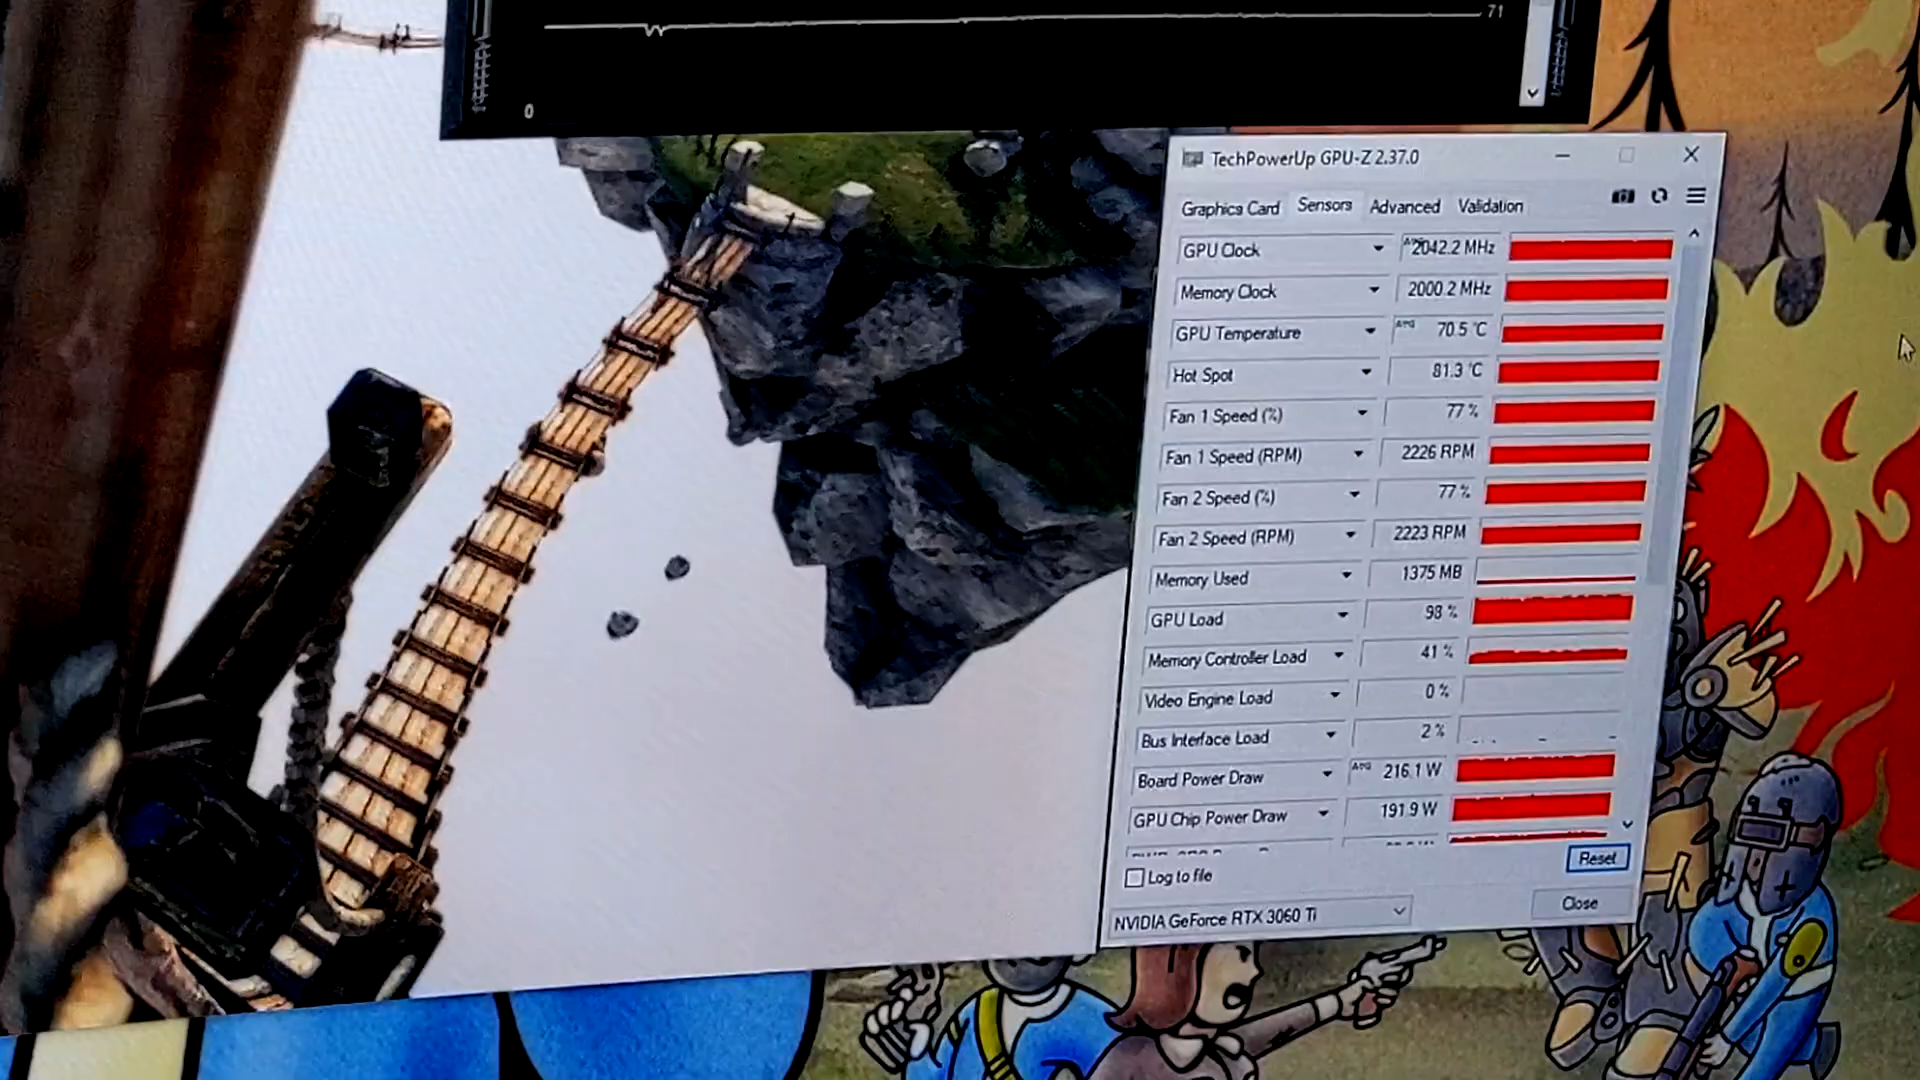 71
0
TechPowerUp GPU-Z 2.37.0
Graphics Card Sensors Advanced Validation
GPU Clock Avg 2042.2 MHz
Memory Clock 2000.2 MHz
GPU Temperature Avg 70.5 °C
Hot Spot 81.3 °C
Fan 1 Speed (%) 77 %
Fan 1 Speed (RPM) 2226 RPM
Fan 2 Speed (%) 77 %
Fan 2 Speed (RPM) 2223 RPM
Memory Used 1375 MB
GPU Load 98 %
Memory Controller Load 41 %
Video Engine Load 0 %
Bus Interface Load 2 %
Board Power Draw Avg 216.1 W
GPU Chip Power Draw 191.9 W
Log to file
Reset
NVIDIA GeForce RTX 3060 Ti
Close